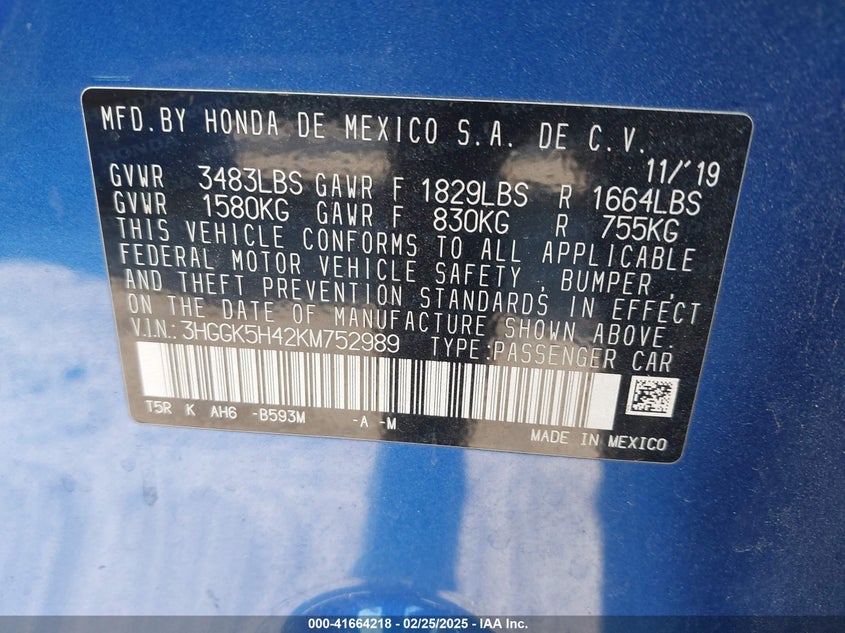 MFD.BY HONDA DE MEXICO S.A. DE C.V.
11/'19
GVWR 3483LBS GAWR F 1829LBS R 1664LBS
GVWR 1580KG GAWR F 830KG R 755KG
THIS VEHICLE CONFORMS TO ALL APPLICABLE
FEDERAL MOTOR VEHICLE SAFETY, BUMPER,
AND THEFT PREVENTION STANDARDS IN EFFECT
ON THE DATE OF MANUFACTURE SHOWN ABOVE.
V.IN.: 3HGGK5H42KM752989 TYPE:PASSENGER CAR
T5R K AH6 -B593M -A -M
MADE IN MEXICO
000-41664218 - 02/25/2025 - IAAI Inc.